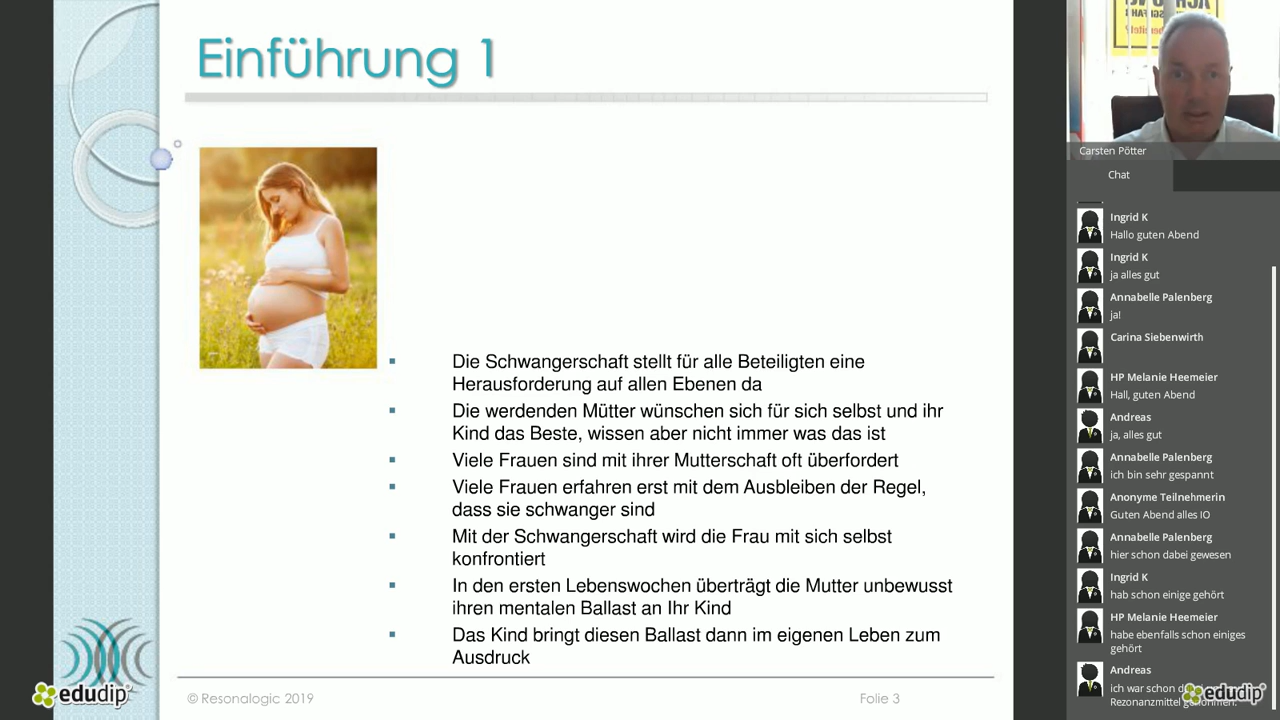 Einführung 1
Die Schwangerschaft stellt für alle Beteiligten eine
Herausforderung auf allen Ebenen da
Die werdenden Mütter wünschen sich für sich selbst und ihr
Kind das Beste, wissen aber nicht immer was das ist
Viele Frauen sind mit ihrer Mutterschaft oft überfordert
Viele Frauen erfahren erst mit dem Ausbleiben der Regel,
dass sie schwanger sind
Mit der Schwangerschaft wird die Frau mit sich selbst
konfrontiert
In den ersten Lebenswochen überträgt die Mutter unbewusst
ihren mentalen Ballast an Ihr Kind
Das Kind bringt diesen Ballast dann im eigenen Leben zum
Ausdruck
© Resonalogic 2019
Folie 3
edudip
Carsten Pötter
Chat
Ingrid K
Hallo guten Abend
Ingrid K
ja alles gut
Annabelle Palenberg
ja!
Carina Siebenwirth
HP Melanie Heemeier
Hall, guten Abend
Andreas
ja, alles gut
Annabelle Palenberg
ich bin sehr gespannt
Anonyme Teilnehmerin
Guten Abend alles IO
Annabelle Palenberg
hier schon dabei gewesen
Ingrid K
hab schon einige gehört
HP Melanie Heemeier
habe ebenfalls schon einiges
gehört
Andreas
ich war schon
Rezonanzmittel
edudip